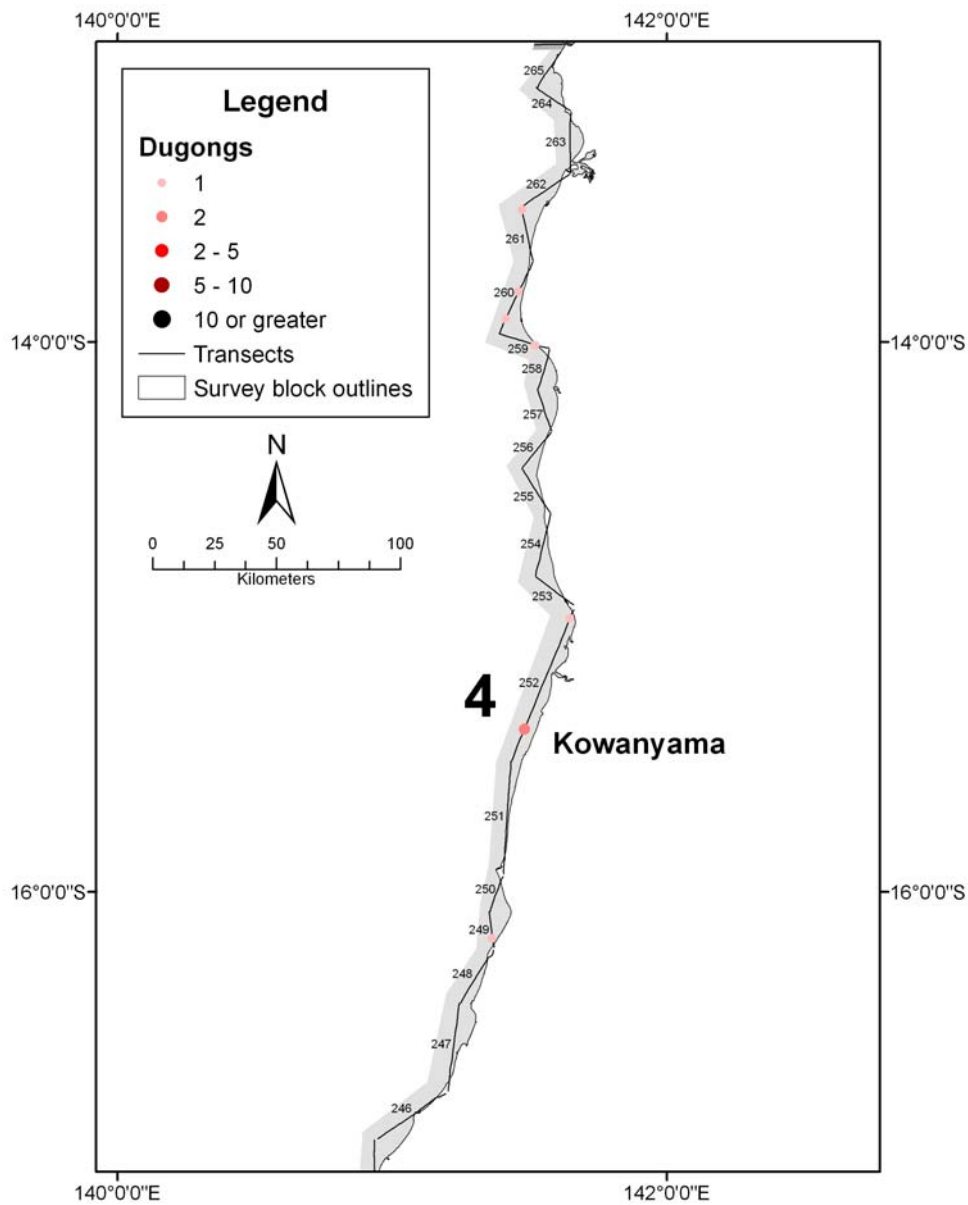 140°0'0"E 142°0'0"E
Legend
Dugongs
1
2
2 - 5
5 - 10
10 or greater
Transects
Survey block outlines
N
0 25 50 100
Kilometers
265
264
263
262
261
260
14°0'0"S 14°0'0"S
259
258
257
256
255
254
253
252
4
Kowanyama
251
250
16°0'0"S 16°0'0"S
249
248
247
246
140°0'0"E 142°0'0"E